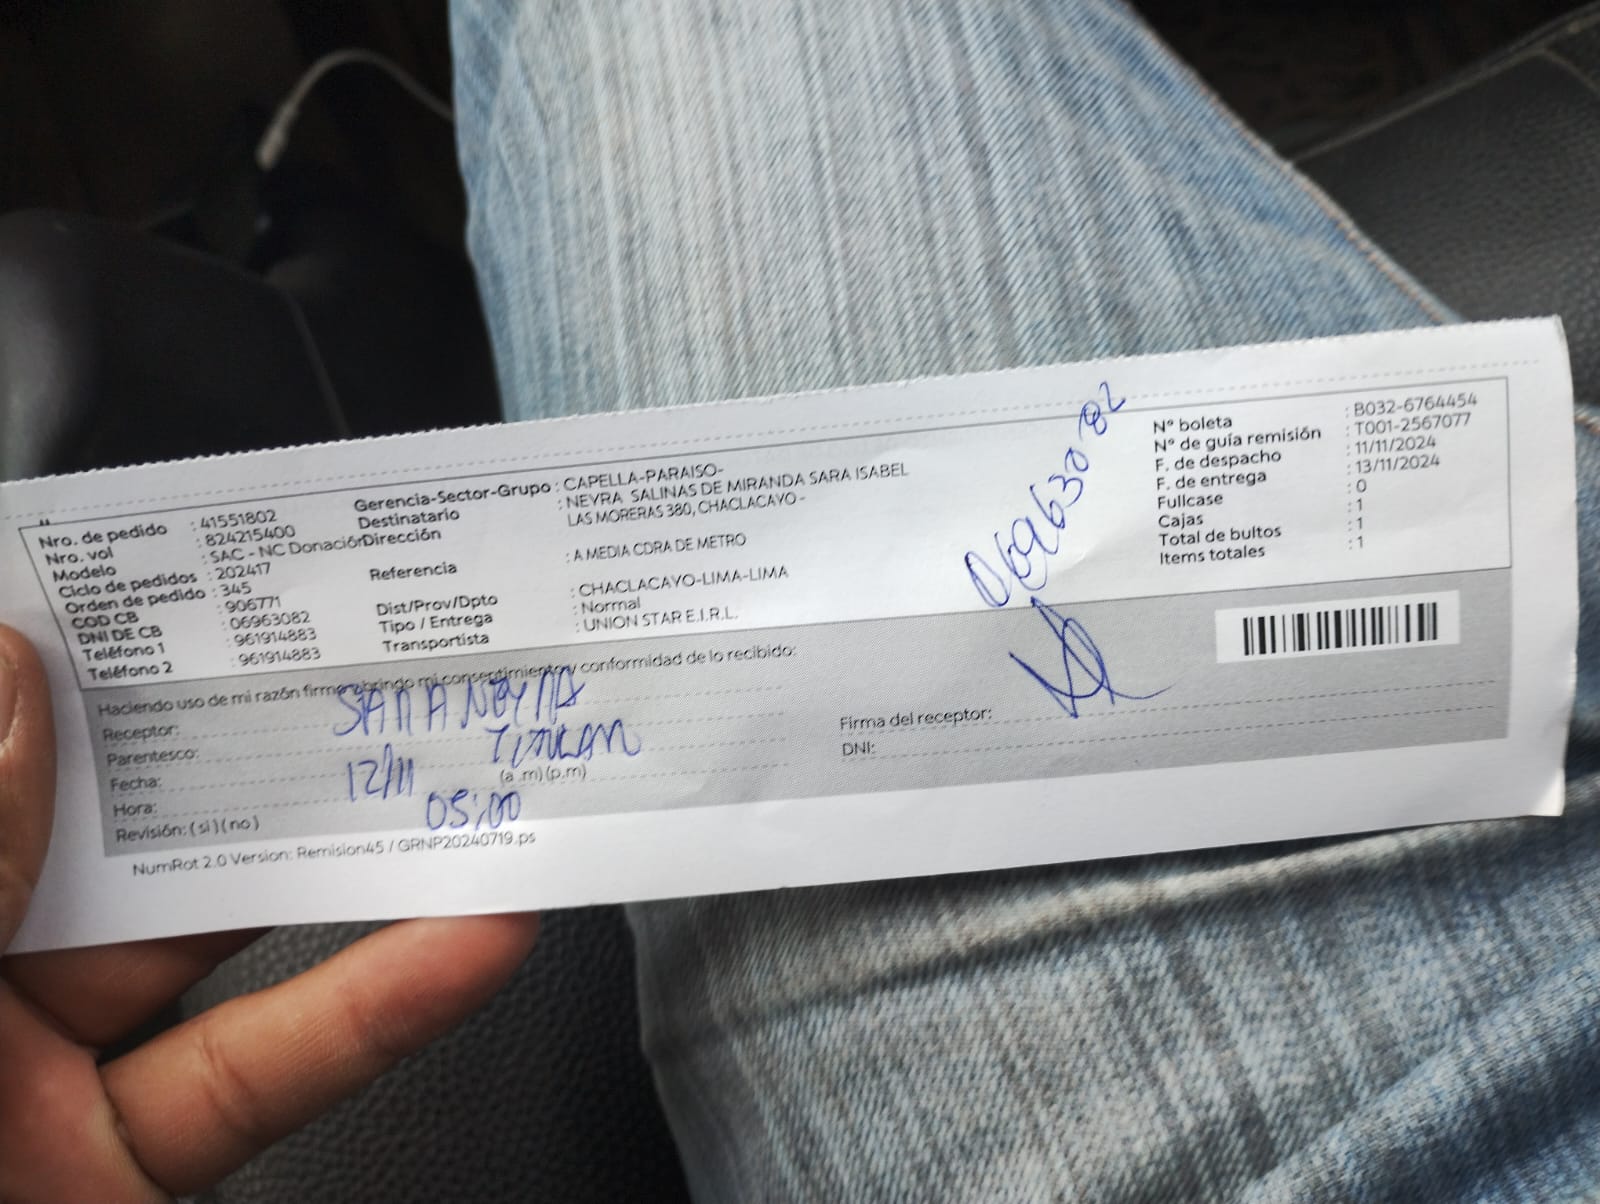 Nro. de pedido : 41551802
Nro. vol : 824215400
Modelo : SAC - NC Donación
Ciclo de pedidos : 202417
Orden de pedido : 345
COD CB : 906771
DNI DE CB : 06963082
Teléfono 1 : 961914883
Teléfono 2 : 961914883
Gerencia-Sector-Grupo : CAPELLA-PARAISO-
Destinatario : NEYRA SALINAS DE MIRANDA SARA ISABEL
Dirección LAS MORERAS 380, CHACLACAYO -
Referencia : A MEDIA CDRA DE METRO
Dist/Prov/Dpto : CHACLACAYO-LIMA-LIMA
Tipo / Entrega : Normal
Transportista : UNION STAR E.I.R.L.
06963082
N° boleta : B032-6764454
N° de guía remisión : T001-2567077
F. de despacho : 11/11/2024
F. de entrega : 13/11/2024
Fullcase : 0
Cajas : 1
Total de bultos : 1
Items totales : 1
Haciendo uso de mi razón firmo brindo mi consentimiento y conformidad de lo recibido:
Receptor: SARA NEYRA
Parentesco: TITULAR
Fecha: 12/11
Hora: 05:00 (a .m) (p.m)
Revisión: ( si ) ( no )
Firma del receptor:
DNI:
NumRot 2.0 Version: Remision45 / GRNP20240719.ps